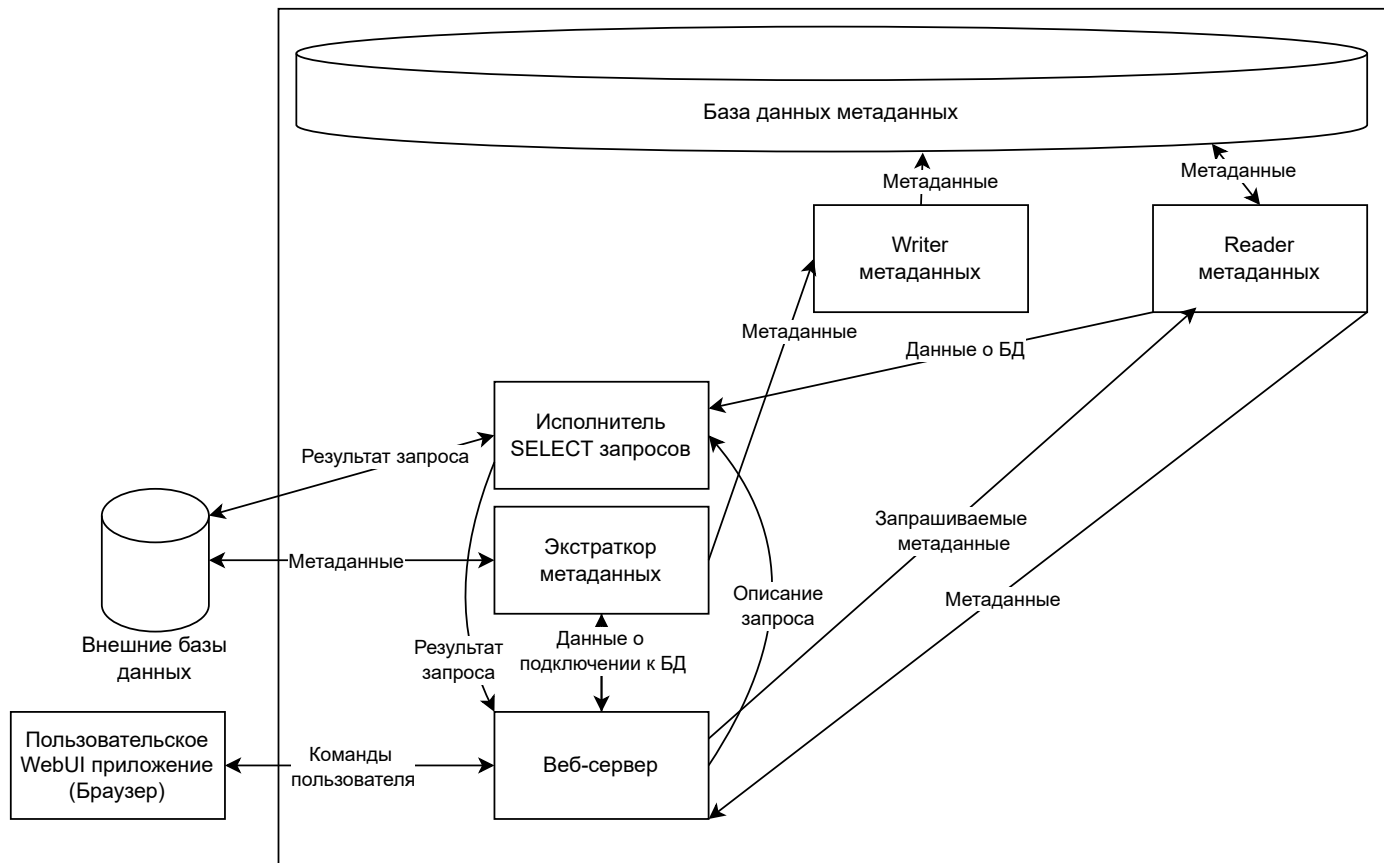 База данных метаданных
Метаданные
Метаданные
Writer
метаданных
Reader
метаданных
Метаданные
Данные о БД
Исполнитель
SELECT запросов
Результат запроса
Запрашиваемые
метаданные
Экстраткор
метаданных
Метаданные
Описание
запроса
Метаданные
Внешние базы
данных
Результат
запроса
Данные о
подключении к БД
Пользовательское
WebUI приложение
(Браузер)
Команды
пользователя
Веб-сервер